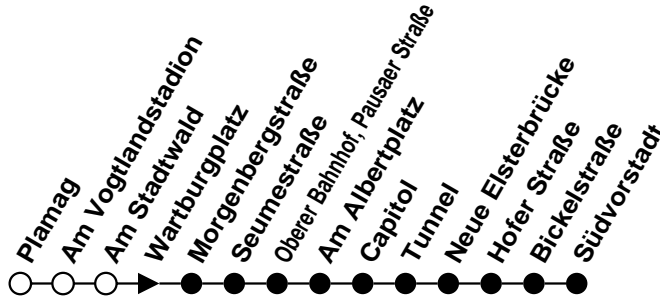 Plamag
Am Vogtlandstadion
Am Stadtwald
Wartburgplatz
Morgenbergstraße
Seumestraße
Oberer Bahnhof, Pausaer Straße
Am Albertplatz
Capitol
Tunnel
Neue Elsterbrücke
Hofer Straße
Bickelstraße
Südvorstadt